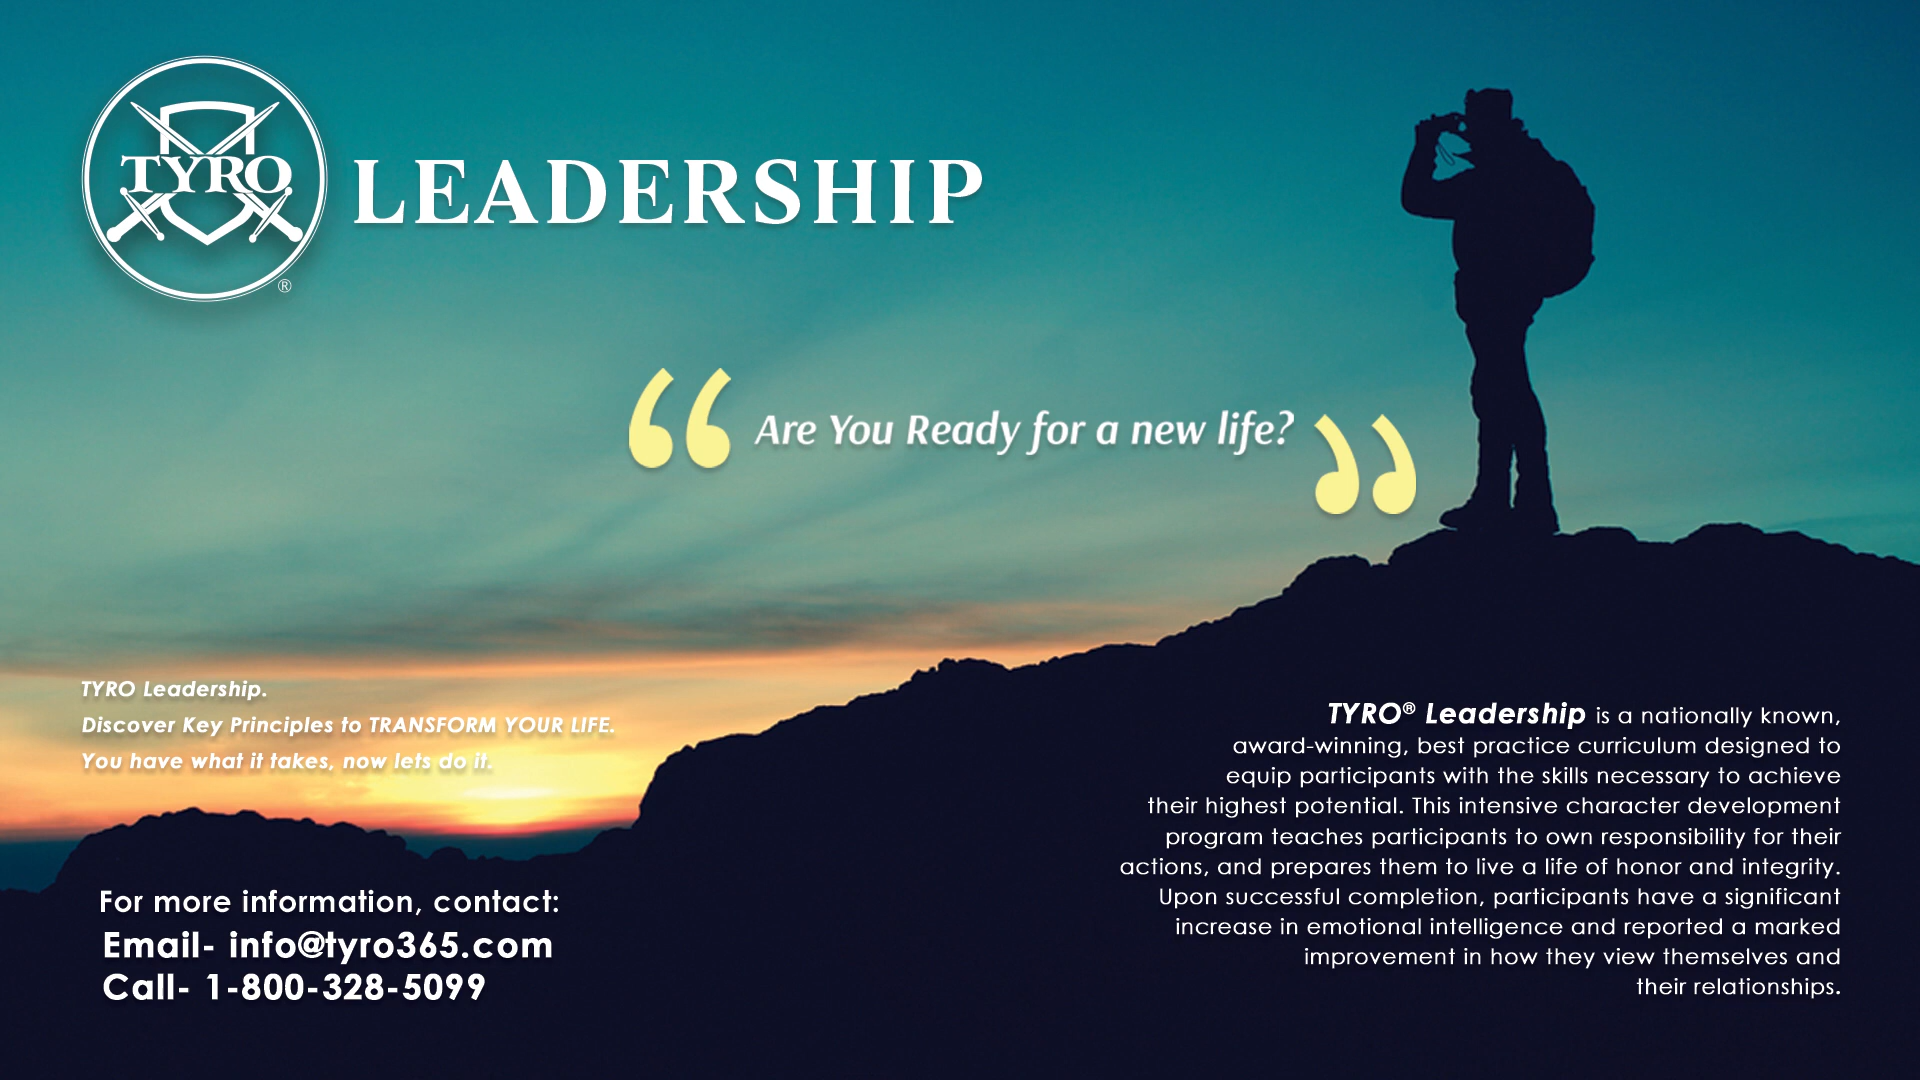 TYRO
®
LEADERSHIP
“Are You Ready for a new life?”
TYRO Leadership.
Discover Key Principles to TRANSFORM YOUR LIFE.
You have what it takes, now lets do it.
For more information, contact:
Email- info@tyro365.com
Call- 1-800-328-5099
TYRO® Leadership is a nationally known,
award-winning, best practice curriculum designed to
equip participants with the skills necessary to achieve
their highest potential. This intensive character development
program teaches participants to own responsibility for their
actions, and prepares them to live a life of honor and integrity.
Upon successful completion, participants have a significant
increase in emotional intelligence and reported a marked
improvement in how they view themselves and
their relationships.